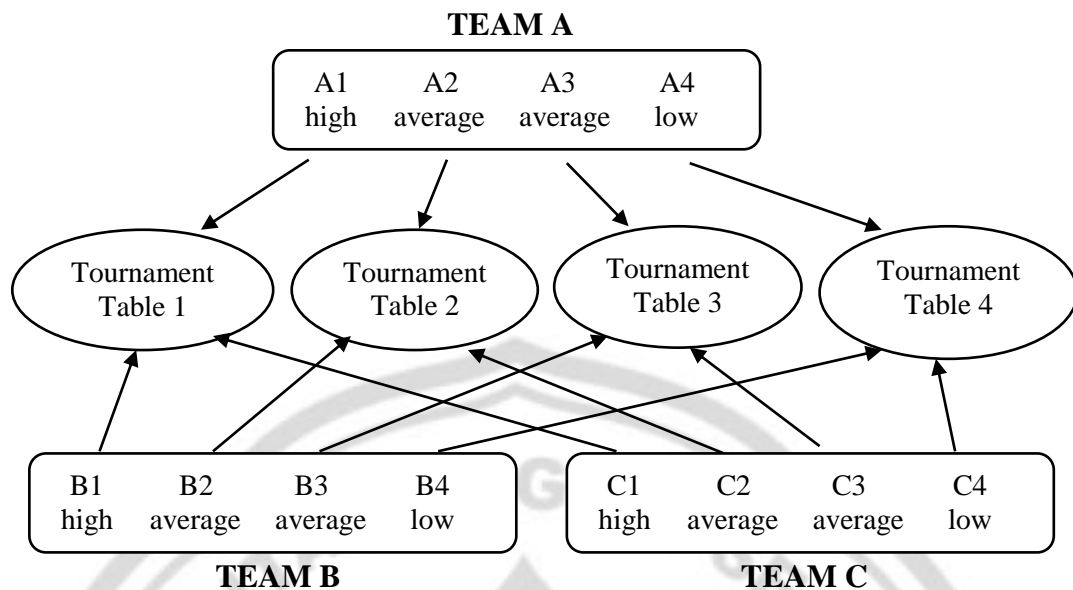 TEAM A
A1 A2 A3 A4
high average average low
Tournament Table 1
Tournament Table 2
Tournament Table 3
Tournament Table 4
B1 B2 B3 B4
high average average low
C1 C2 C3 C4
high average average low
TEAM B
TEAM C